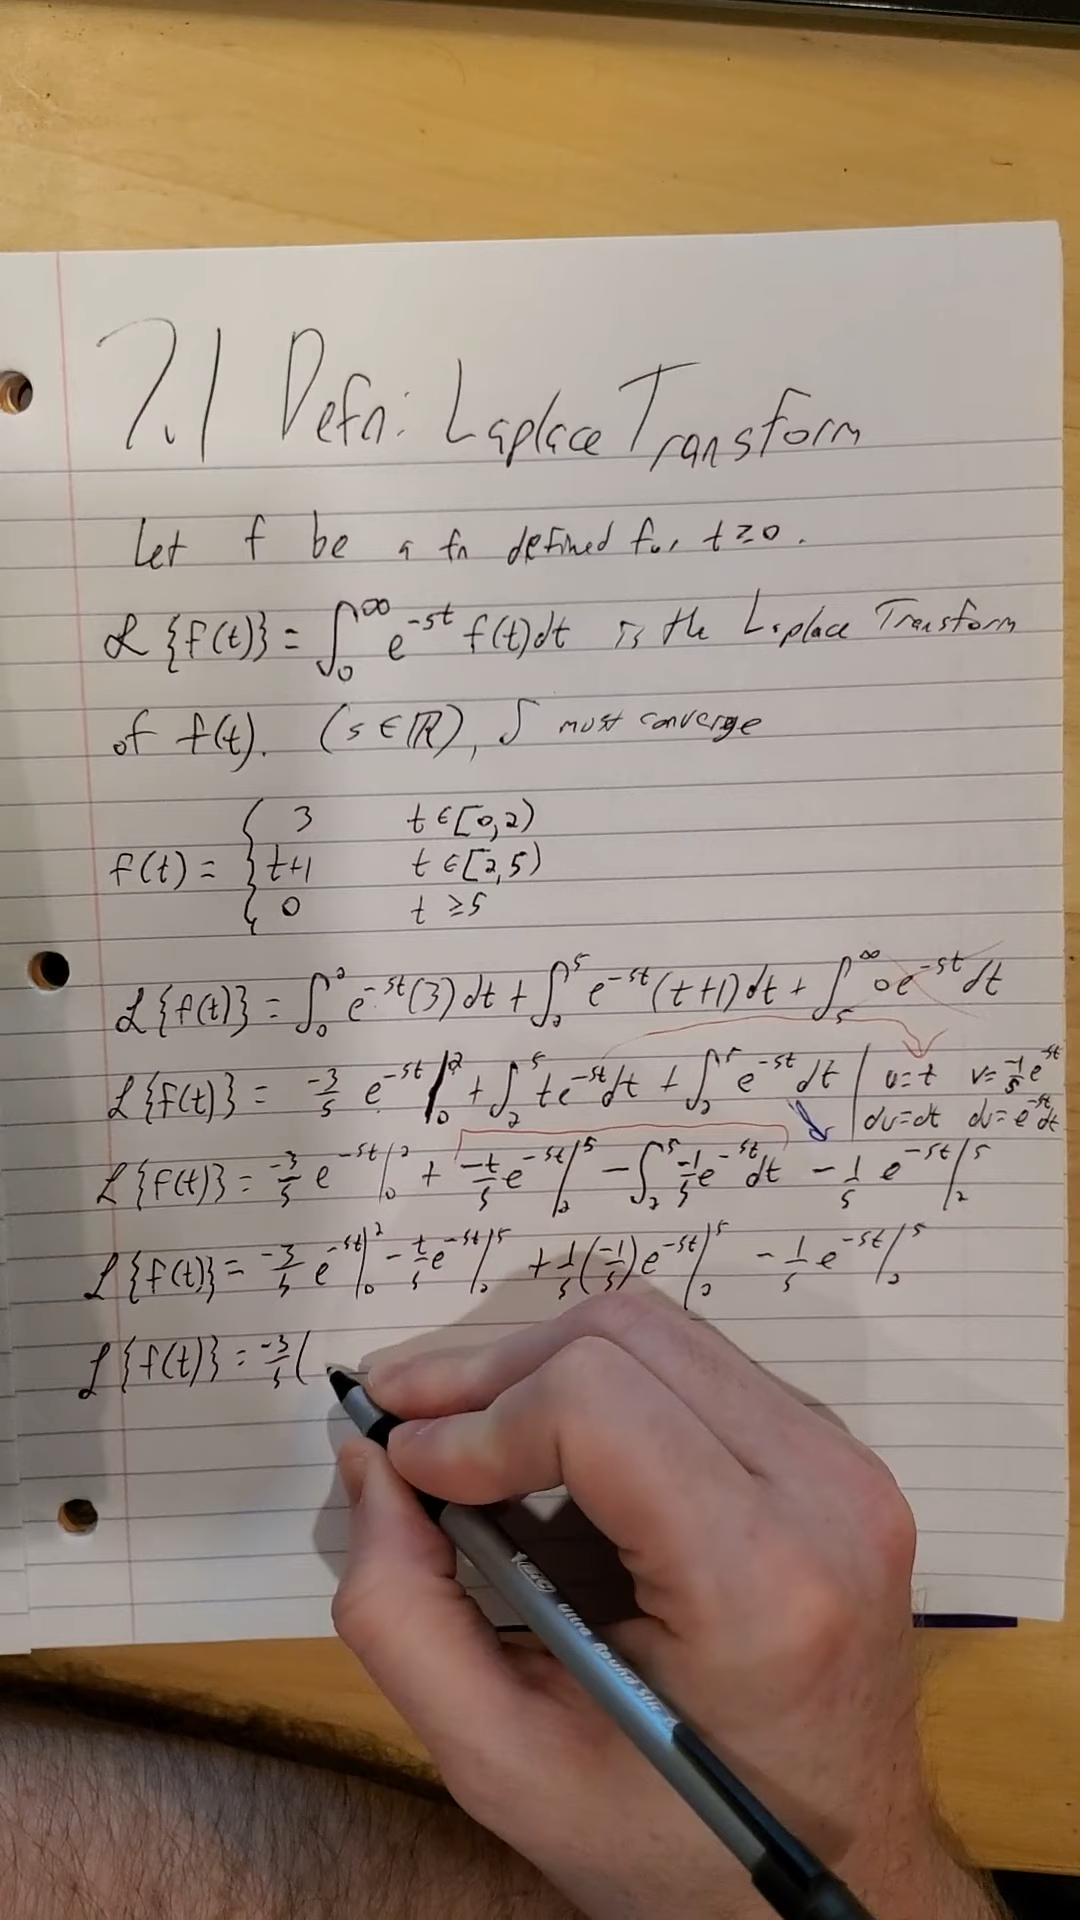 7.1 Defn: Laplace Transform
Let f be a fn defined for t ≥ 0.
ℒ{f(t)} = ∫₀^∞ e^(-st) f(t)dt is the Laplace Transform
of f(t). (s ∈ ℝ), ∫ must converge
f(t) = { 3 t ∈ [0,2)
t+1 t ∈ [2,5)
0 t ≥ 5
ℒ{f(t)} = ∫₀² e^(-st)(3)dt + ∫₂⁵ e^(-st)(t+1)dt + ∫₅^∞ 0e^(-st)dt
ℒ{f(t)} = -3/s e^(-st)|₀² + ∫₂⁵ te^(-st)dt + ∫₂⁵ e^(-st)dt | u=t v=-1/s e^(-st)
du=dt dv=e^(-st)dt
ℒ{f(t)} = -3/s e^(-st)|₀² + -t/s e^(-st)|₂⁵ - ∫₂⁵ -1/s e^(-st)dt - 1/s e^(-st)|₂⁵
ℒ{f(t)} = -3/s e^(-st)|₀² - t/s e^(-st)|₂⁵ + 1/s(-1/s)e^(-st)|₂⁵ - 1/s e^(-st)|₂⁵
ℒ{f(t)} = -3/s(
BIC Ultra Round Stic